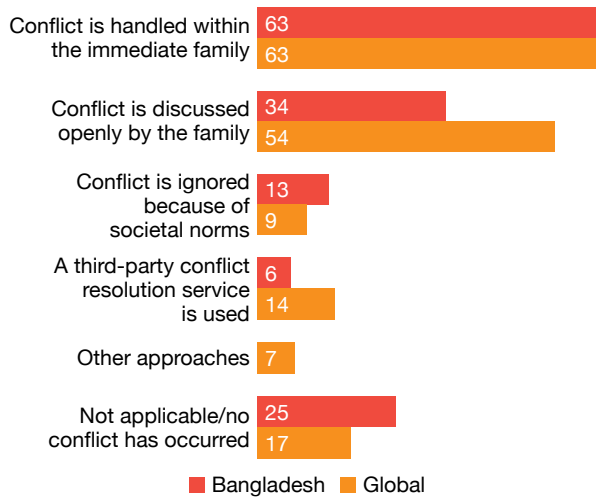 Conflict is handled within
the immediate family
63
63
Conflict is discussed
openly by the family
34
54
Conflict is ignored
because of
societal norms
13
9
A third-party conflict
resolution service
is used
6
14
Other approaches
7
Not applicable/no
conflict has occurred
25
17
Bangladesh Global